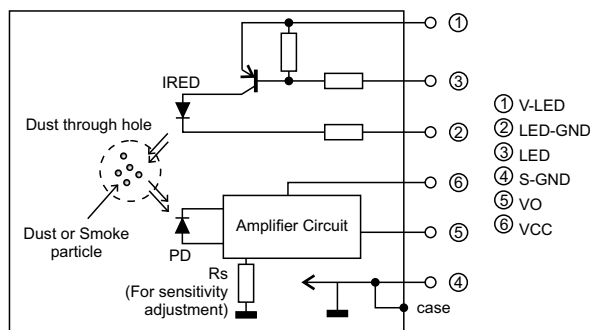 ①
IRED
③
Dust through hole
②
⑥
Amplifier Circuit
⑤
Dust or Smoke
particle
PD
Rs
(For sensitivity
adjustment)
④
case
① V-LED
② LED-GND
③ LED
④ S-GND
⑤ VO
⑥ VCC